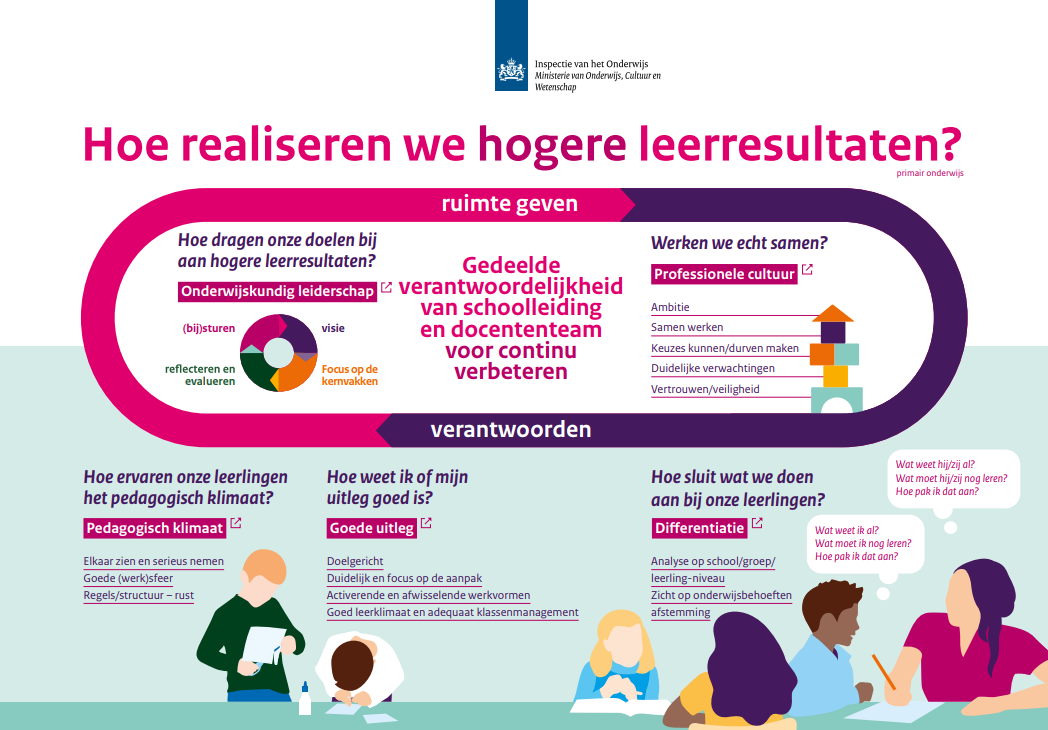 Inspectie van het Onderwijs
Ministerie van Onderwijs, Cultuur en
Wetenschap
Hoe realiseren we hogere leerresultaten?
primair onderwijs
ruimte geven
Hoe dragen onze doelen bij
aan hogere leerresultaten?
Onderwijskundig leiderschap
(bij)sturen
visie
reflecteren en
evalueren
Focus op de
kernvakken
Gedeelde
verantwoordelijkheid
van schoolleiding
en docententeam
voor continu
verbeteren
Werken we echt samen?
Professionele cultuur
Ambitie
Samen werken
Keuzes kunnen/durven maken
Duidelijke verwachtingen
Vertrouwen/veiligheid
verantwoorden
Hoe ervaren onze leerlingen
het pedagogisch klimaat?
Pedagogisch klimaat
Elkaar zien en serieus nemen
Goede (werk)sfeer
Regels/structuur – rust
Hoe weet ik of mijn
uitleg goed is?
Goede uitleg
Doelgericht
Duidelijk en focus op de aanpak
Activerende en afwisselende werkvormen
Goed leerklimaat en adequaat klassenmanagement
Hoe sluit wat we doen
aan bij onze leerlingen?
Differentiatie
Analyse op school/groep/
leerling-niveau
Zicht op onderwijsbehoeften
afstemming
Wat weet hij/zij al?
Wat moet hij/zij nog leren?
Hoe pak ik dat aan?
Wat weet ik al?
Wat moet ik nog leren?
Hoe pak ik dat aan?